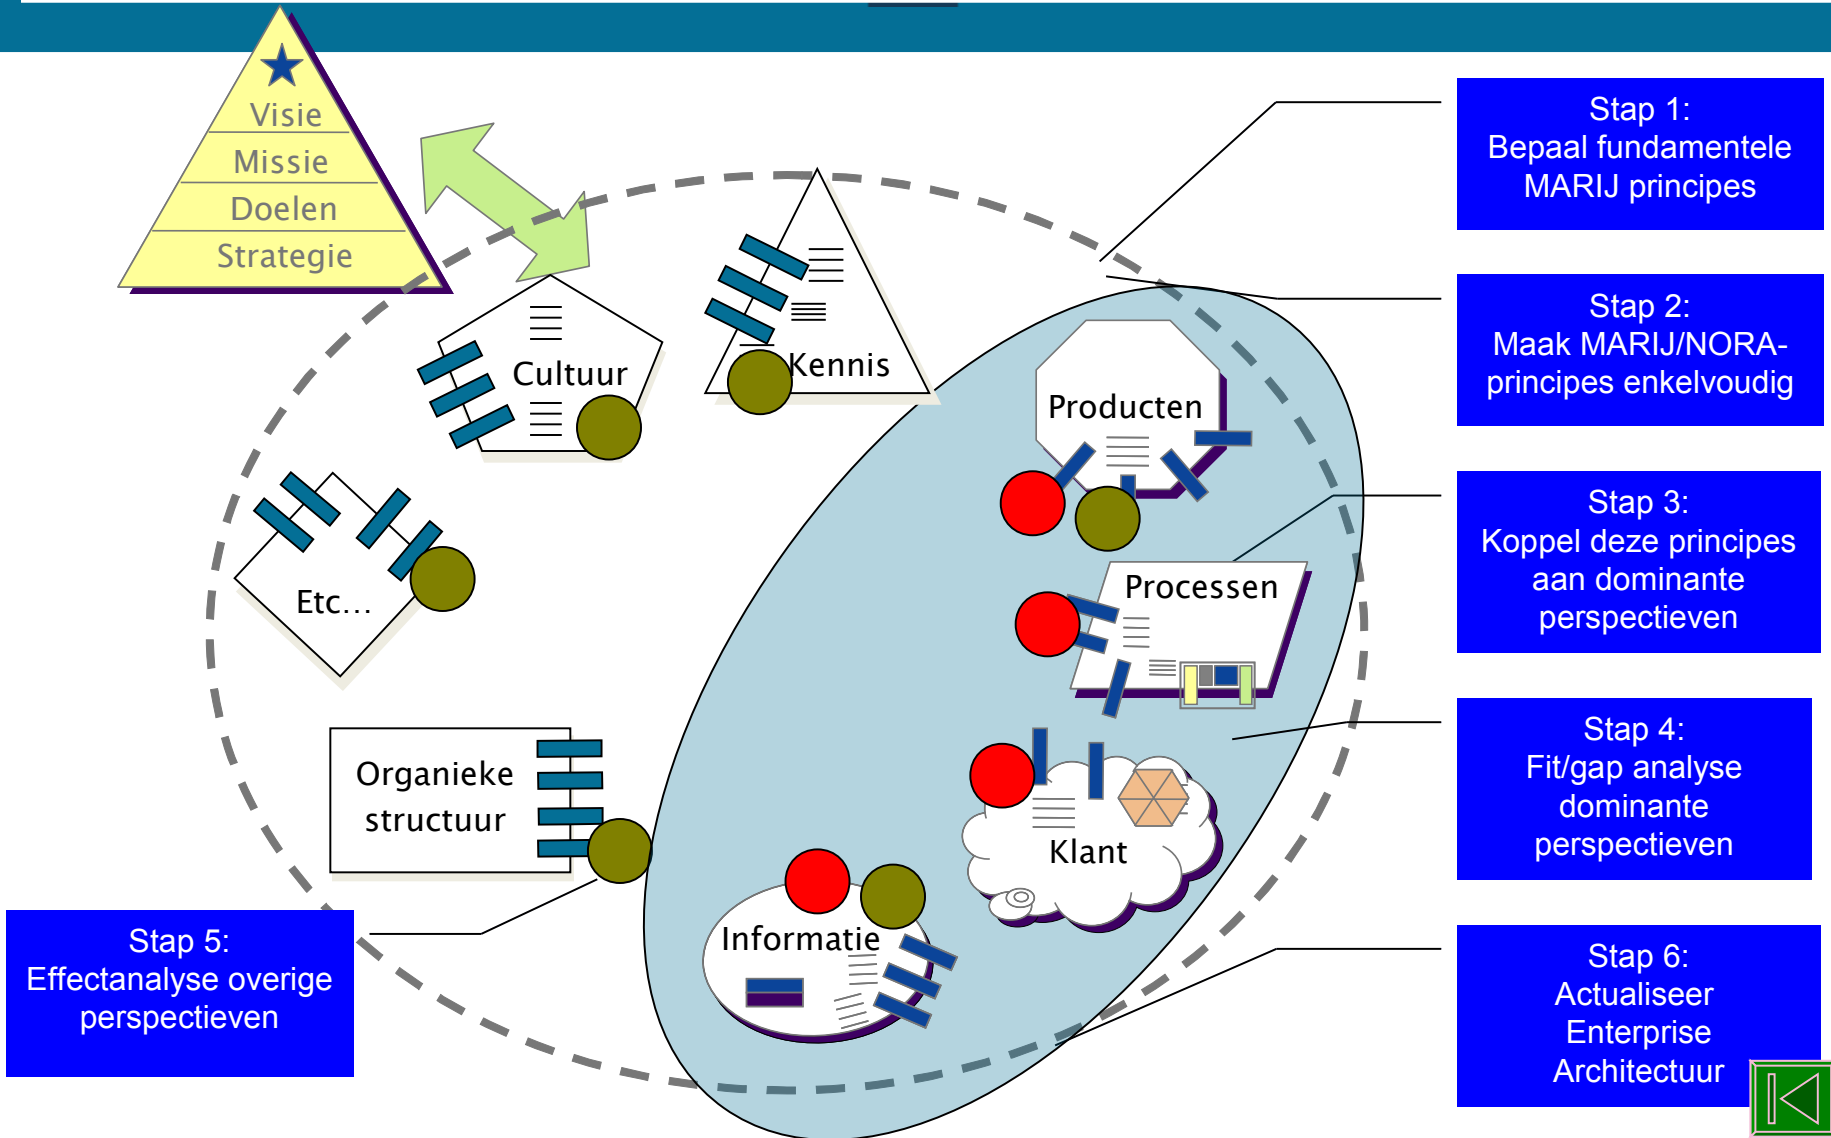 Visie
Missie
Doelen
Strategie
Cultuur
Kennis
Producten
Processen
Etc...
Organieke
structuur
Klant
Informatie
Stap 1:
Bepaal fundamentele
MARIJ principes
Stap 2:
Maak MARIJ/NORA-
principes enkelvoudig
Stap 3:
Koppel deze principes
aan dominante
perspectieven
Stap 4:
Fit/gap analyse
dominante
perspectieven
Stap 5:
Effectanalyse overige
perspectieven
Stap 6:
Actualiseer
Enterprise
Architectuur